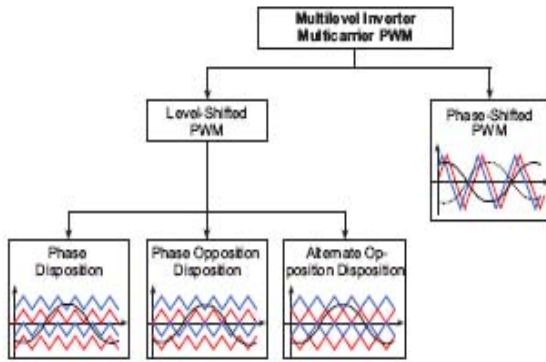 Multilevel Inverter
Multicarrier PWM
Level-Shifted
PWM
Phase-Shifted
PWM
Phase
Disposition
Phase Opposition
Disposition
Alternate Op-
position Disposition